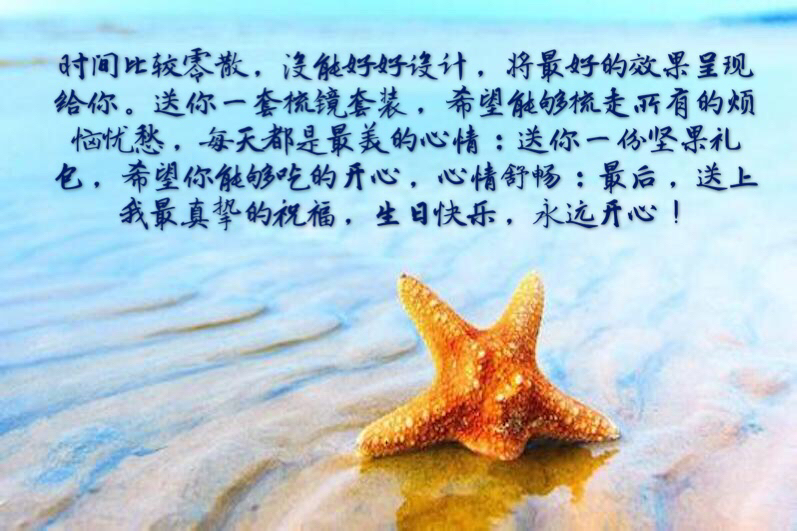 时间比较零散，没能好好设计，将最好的效果呈现
给你。送你一套梳镜套装，希望能够梳走所有的烦
恼忧愁，每天都是最美的心情：送你一份坚果礼
包，希望你能够吃的开心，心情舒畅：最后，送上
我最真挚的祝福，生日快乐，永远开心！